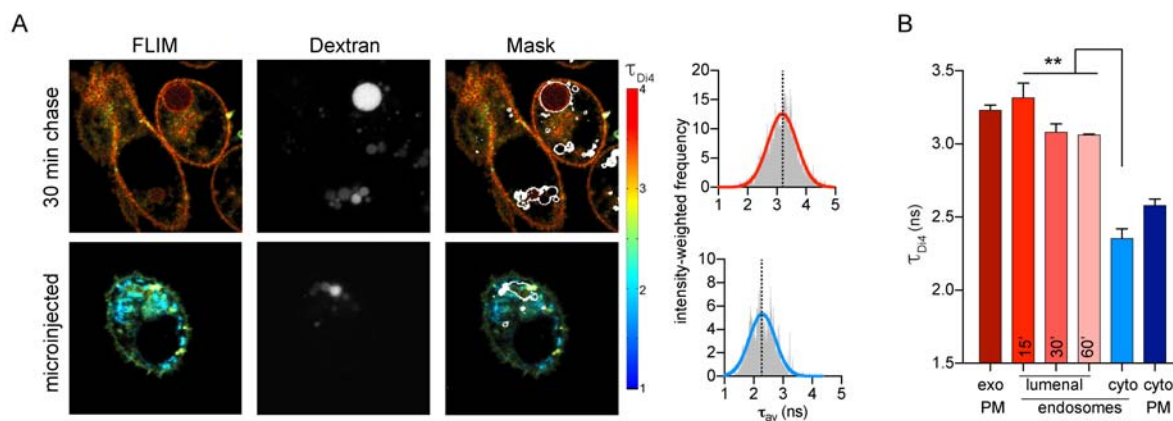 A
FLIM
Dextran
Mask
30 min chase
microinjected
τDi4
4
3
2
1
intensity-weighted frequency
20
15
10
5
0
1 2 3 4 5
10
8
6
4
2
0
0 1 2 3 4 5
τav (ns)
B
**
τDi4 (ns)
3.5
3.0
2.5
2.0
1.5
15' 30' 60'
exo lumenal cyto cyto
PM endosomes PM